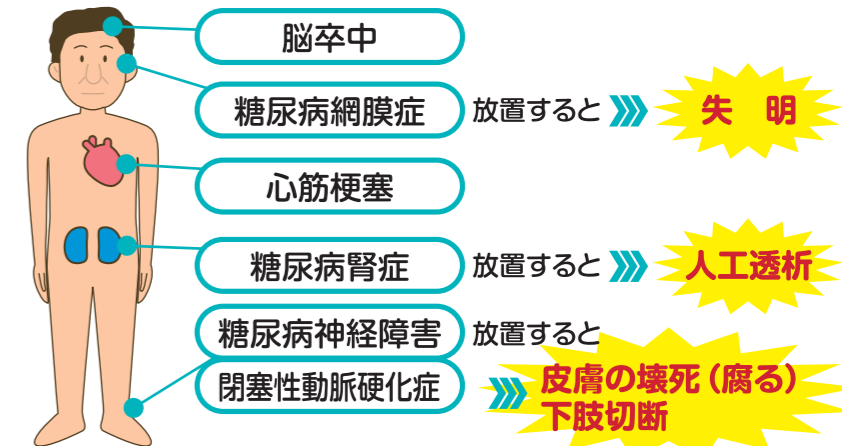 脳卒中
糖尿病網膜症 放置すると 失 明
心筋梗塞
糖尿病腎症 放置すると 人工透析
糖尿病神経障害 放置すると
閉塞性動脈硬化症 皮膚の壊死(腐る)
下肢切断